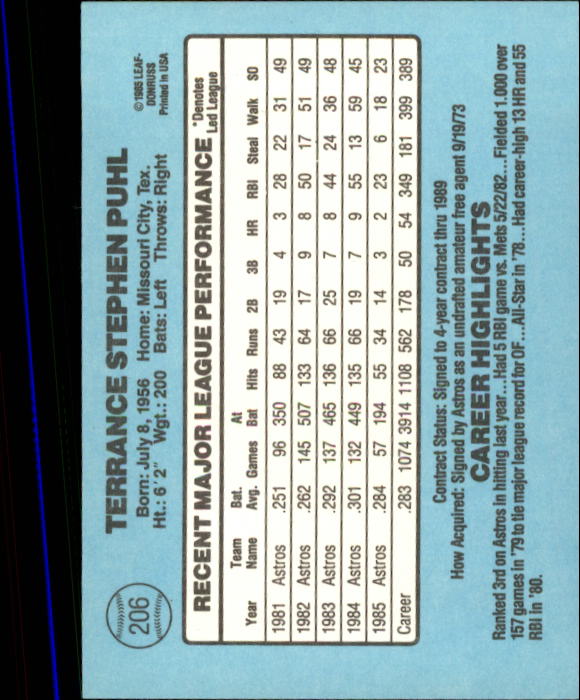 206
TERRANCE STEPHEN PUHL
Born: July 8, 1956 Home: Missouri City, Tex.
Ht.: 6'2" Wgt.: 200 Bats: Left Throws: Right
© 1985 LEAF-
DONRUSS
Printed in USA
RECENT MAJOR LEAGUE PERFORMANCE
*Denotes
Led League
Year Team Name Bat. Avg. Games At Bat Hits Runs 2B 3B HR RBI Steal Walk SO
1981 Astros .251 96 350 88 43 19 4 3 28 22 31 49
1982 Astros .262 145 507 133 64 17 9 8 50 17 51 49
1983 Astros .292 137 465 136 66 25 7 8 44 24 36 48
1984 Astros .301 132 449 135 66 19 7 9 55 13 59 45
1985 Astros .284 57 194 55 34 14 3 2 23 6 18 23
Career .283 1074 3914 1108 562 178 50 54 349 181 399 389
Contract Status: Signed to 4-year contract thru 1989
How Acquired: Signed by Astros as an undrafted amateur free agent 9/19/73
CAREER HIGHLIGHTS
Ranked 3rd on Astros in hitting last year...Had 5 RBI game vs. Mets 5/22/82....Fielded 1.000 over
157 games in '79 to tie major league record for OF...All-Star in '78...Had career-high 13 HR and 55
RBI in '80.